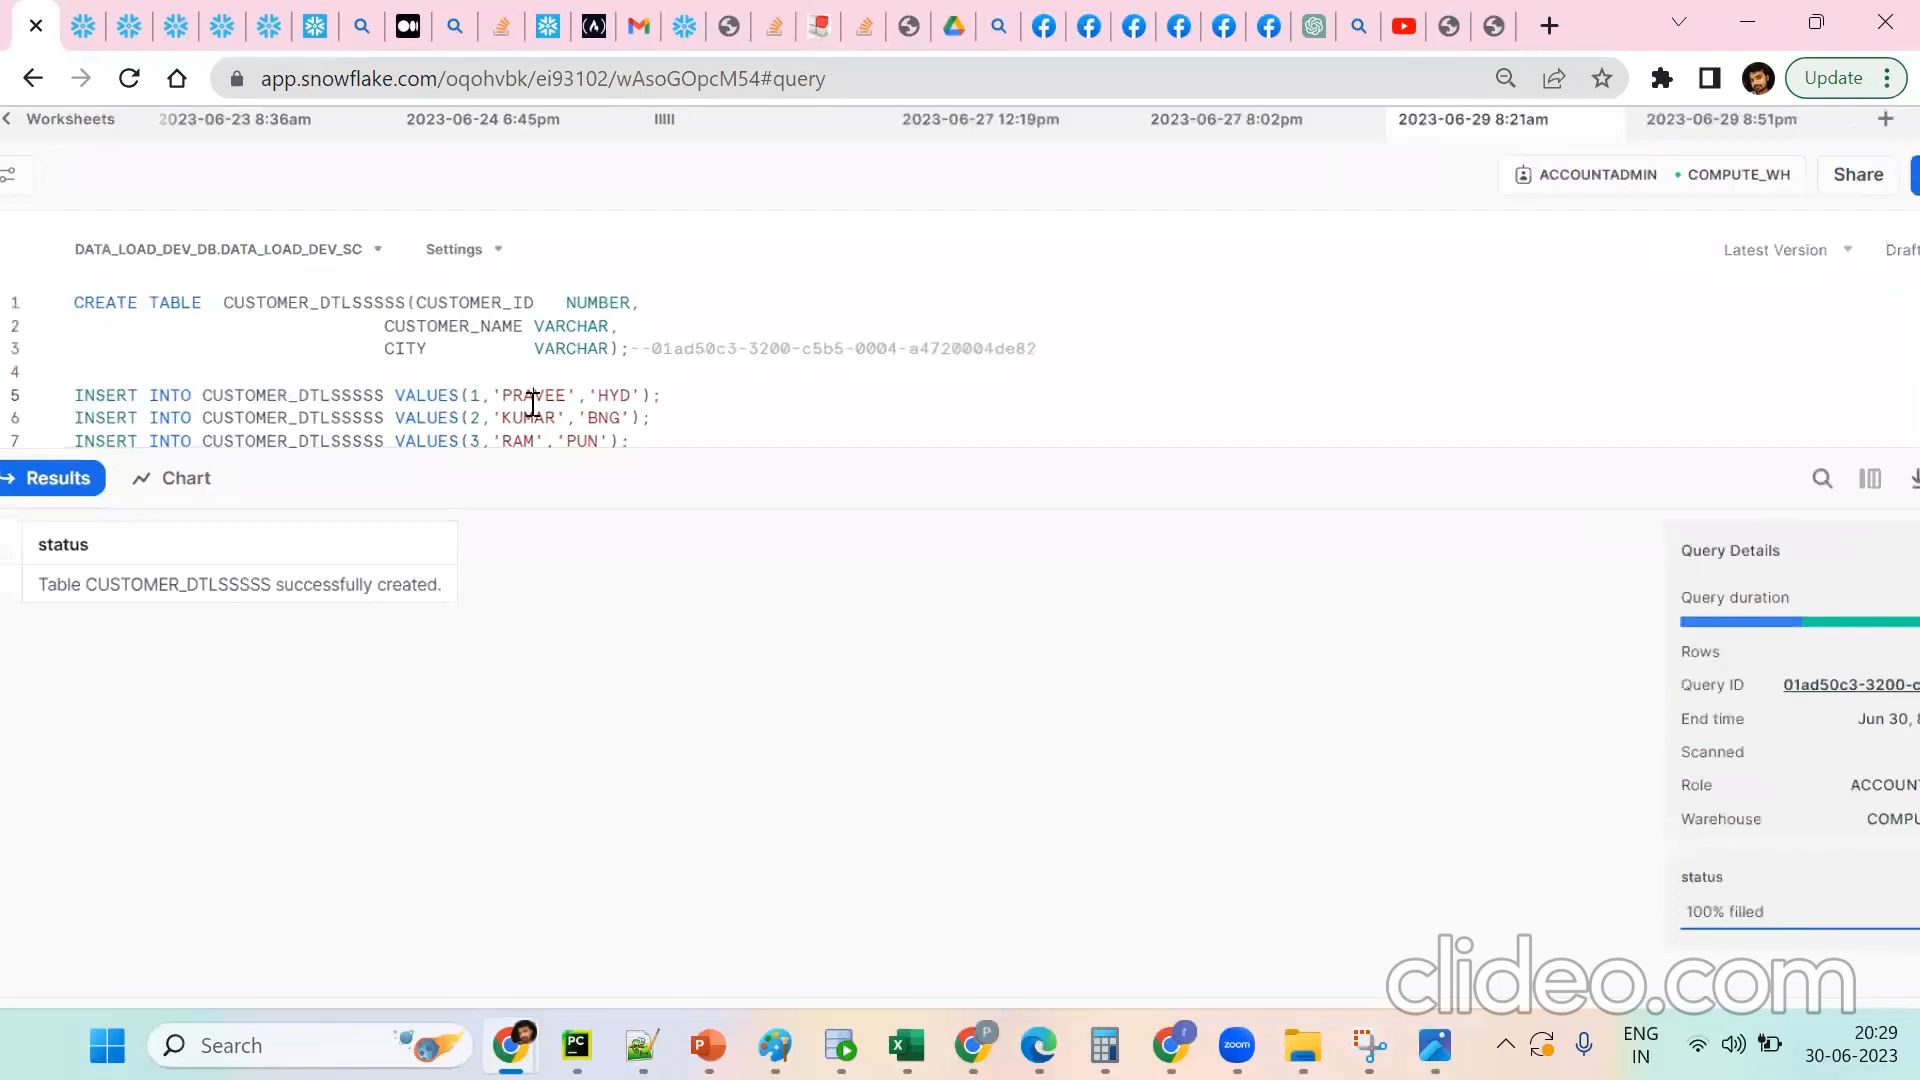 app.snowflake.com/oqohvbk/ei93102/wAsoGOpcM54#query
Update
Worksheets
2023-06-23 8:36am
2023-06-24 6:45pm
IIIII
2023-06-27 12:19pm
2023-06-27 8:02pm
2023-06-29 8:21am
2023-06-29 8:51pm
ACCOUNTADMIN
COMPUTE_WH
Share
DATA_LOAD_DEV_DB.DATA_LOAD_DEV_SC
Settings
Latest Version
Draft
1 CREATE TABLE CUSTOMER_DTLSSSSS(CUSTOMER_ID NUMBER,
2 CUSTOMER_NAME VARCHAR,
3 CITY VARCHAR);--01ad50c3-3200-c5b5-0004-a4720004de82
4
5 INSERT INTO CUSTOMER_DTLSSSSS VALUES(1,'PRAVEE','HYD');
6 INSERT INTO CUSTOMER_DTLSSSSS VALUES(2,'KUMAR','BNG');
7 INSERT INTO CUSTOMER_DTLSSSSS VALUES(3,'RAM','PUN');
Results
Chart
status
Table CUSTOMER_DTLSSSSS successfully created.
Query Details
Query duration
Rows
Query ID 01ad50c3-3200-c
End time Jun 30, 8
Scanned
Role ACCOUNT
Warehouse COMPU
status
100% filled
clideo.com
Search
PC
P
X
P
r
zoom
ENG
IN
20:29
30-06-2023